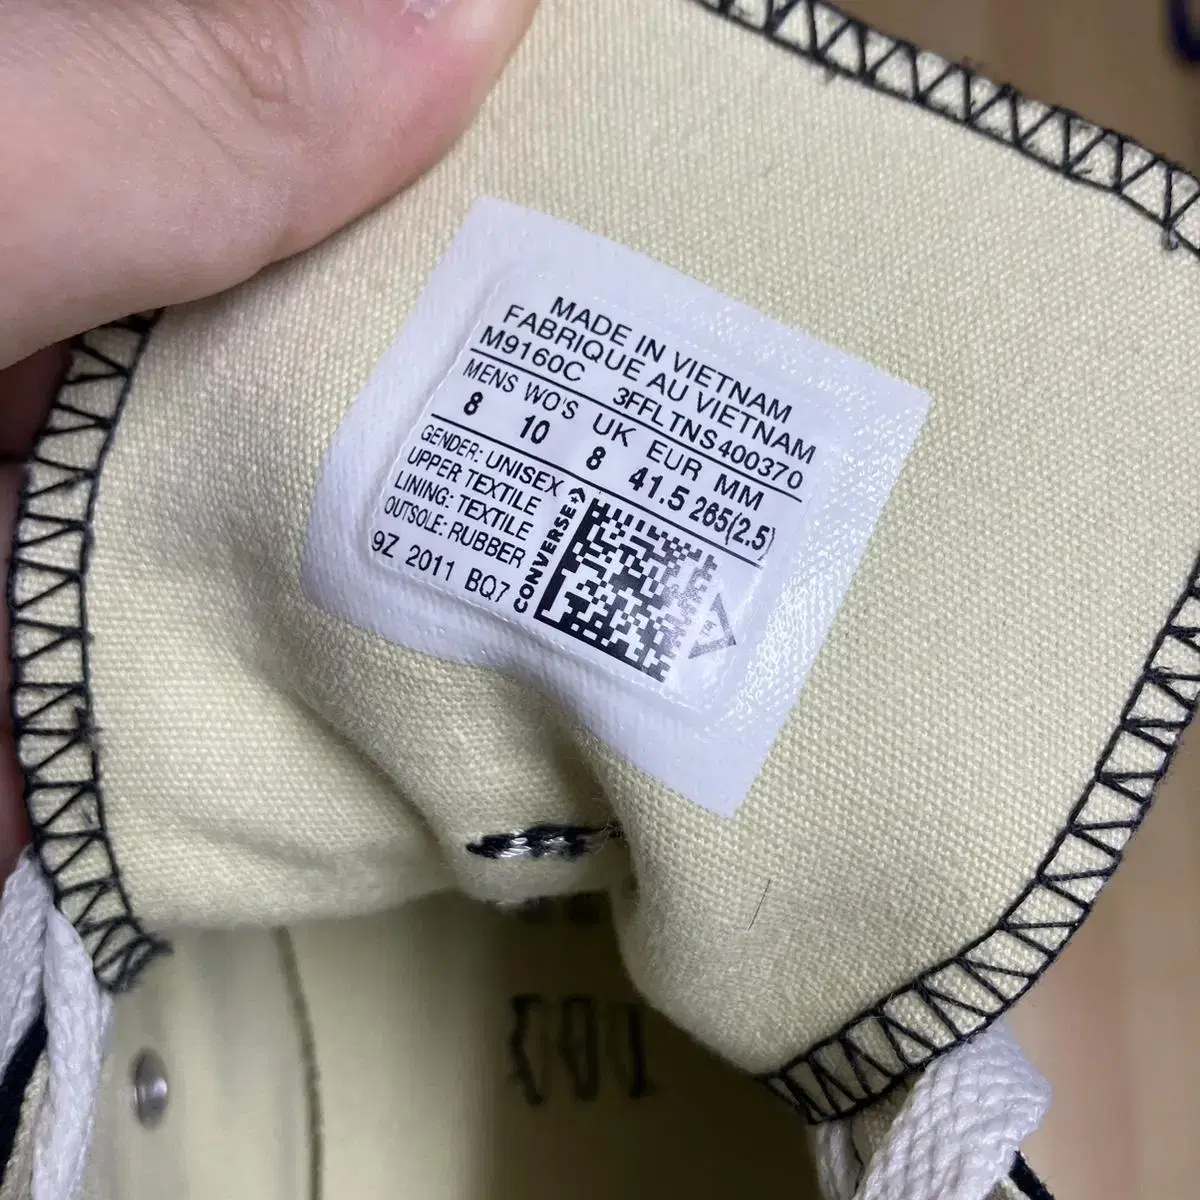 MADE IN VIETNAM
FABRIQUE AU VIETNAM
M9160C 3FFLTNS400370
MENS WO'S UK EUR MM
8 10 8 41.5 265(2.5)
GENDER: UNISEX
UPPER TEXTILE
LINING: TEXTILE
OUTSOLE: RUBBER
9Z 2011 BQ7
CONVERSE